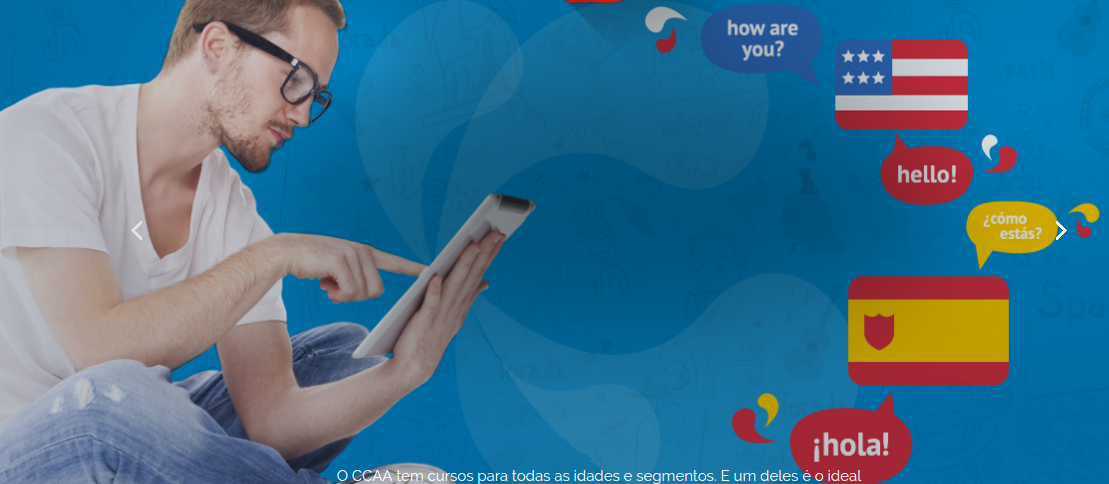 how are
you?
hello!
¿cómo
estás?
¡hola!
O CCAA tem cursos para todas as idades e segmentos. E um deles é o ideal